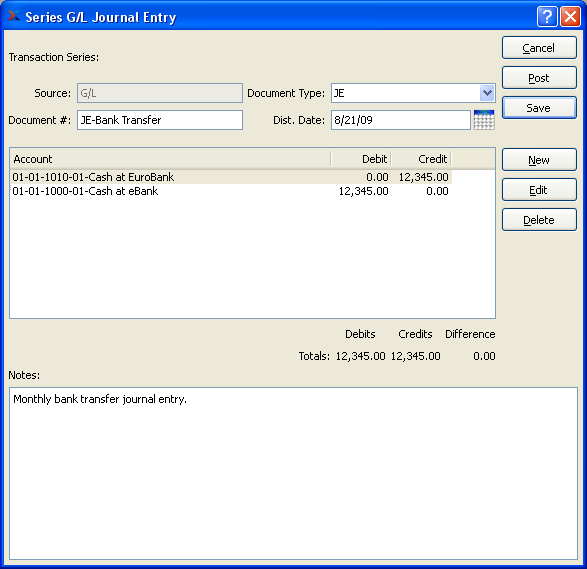 Series G/L Journal Entry
Transaction Series:
Cancel
Post
Source: G/L Document Type: JE
Save
Document #: JE-Bank Transfer Dist. Date: 8/21/09
Account Debit Credit
New
01-01-1010-01-Cash at EuroBank 0.00 12,345.00
01-01-1000-01-Cash at eBank 12,345.00 0.00
Edit
Delete
Debits Credits Difference
Totals: 12,345.00 12,345.00 0.00
Notes:
Monthly bank transfer journal entry.